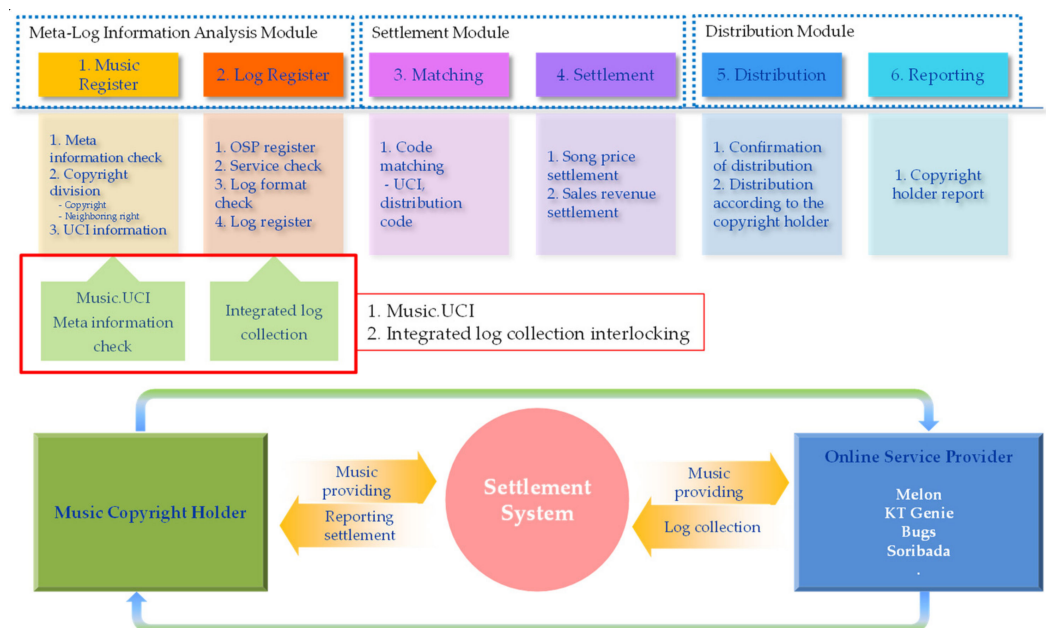 Meta-Log Information Analysis Module
Settlement Module
Distribution Module
1. Music
Register
2. Log Register
3. Matching
4. Settlement
5. Distribution
6. Reporting
1. Meta
information check
2. Copyright
division
- Copyright
- Neighboring right
3. UCI information
1. OSP register
2. Service check
3. Log format
check
4. Log register
1. Code
matching
- UCI,
distribution
code
1. Song price
settlement
2. Sales revenue
settlement
1. Confirmation
of distribution
2. Distribution
according to the
copyright holder
1. Copyright
holder report
Music.UCI
Meta information
check
Integrated log
collection
1. Music.UCI
2. Integrated log collection interlocking
Music Copyright Holder
Music
providing
Reporting
settlement
Settlement
System
Music
providing
Log collection
Online Service Provider
Melon
KT Genie
Bugs
Soribada
.